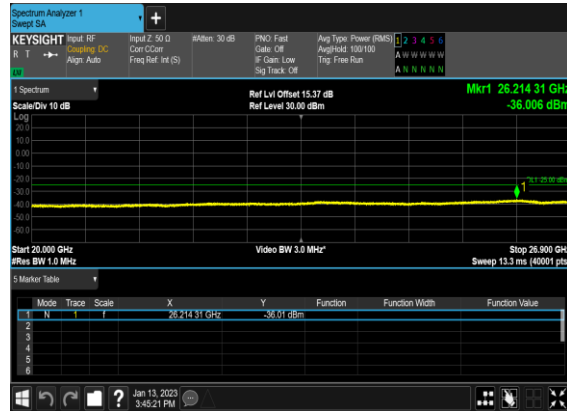 Spectrum Analyzer 1
Swept SA
+
KEYSIGHT Input: RF Input Z: 50 Ω #Atten: 30 dB PNO: Fast Avg Type: Power (RMS) 1 2 3 4 5 6
R T Coupling: DC Corr CCorr Gate: Off Avg|Hold: 100/100 A W W W W W
Align: Auto Freq Ref: Int (S) IF Gain: Low Trig: Free Run
Sig Track: Off A N N N N N
1 Spectrum Ref Lvl Offset 15.37 dB Mkr1 26.214 31 GHz
Scale/Div 10 dB Ref Level 30.00 dBm -36.006 dBm
Log
20.0
10.0
0.00
-10.0
-20.0
DL1 -25.00 dBm
1
-30.0
-40.0
-50.0
-60.0
Start 20.000 GHz Video BW 3.0 MHz* Stop 26.900 GHz
#Res BW 1.0 MHz Sweep 13.3 ms (40001 pts)
5 Marker Table
Mode Trace Scale X Y Function Function Width Function Value
1 N 1 f 26.214 31 GHz -36.01 dBm
2
3
4
5
6
? Jan 13, 2023
3:45:21 PM